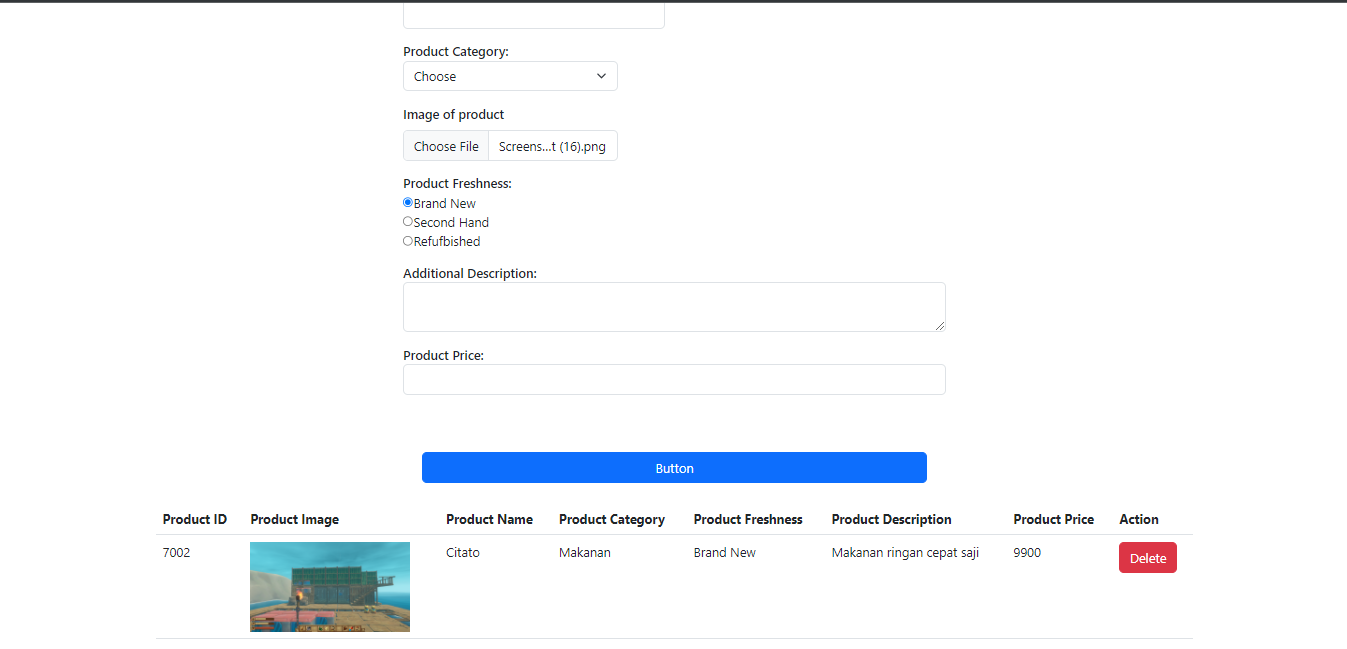 Product Category:
Choose
Image of product
Choose File Screens...t (16).png
Product Freshness:
Brand New
Second Hand
Refufbished
Additional Description:
Product Price:
Button
Product ID Product Image Product Name Product Category Product Freshness Product Description Product Price Action
7002 Citato Makanan Brand New Makanan ringan cepat saji 9900 Delete